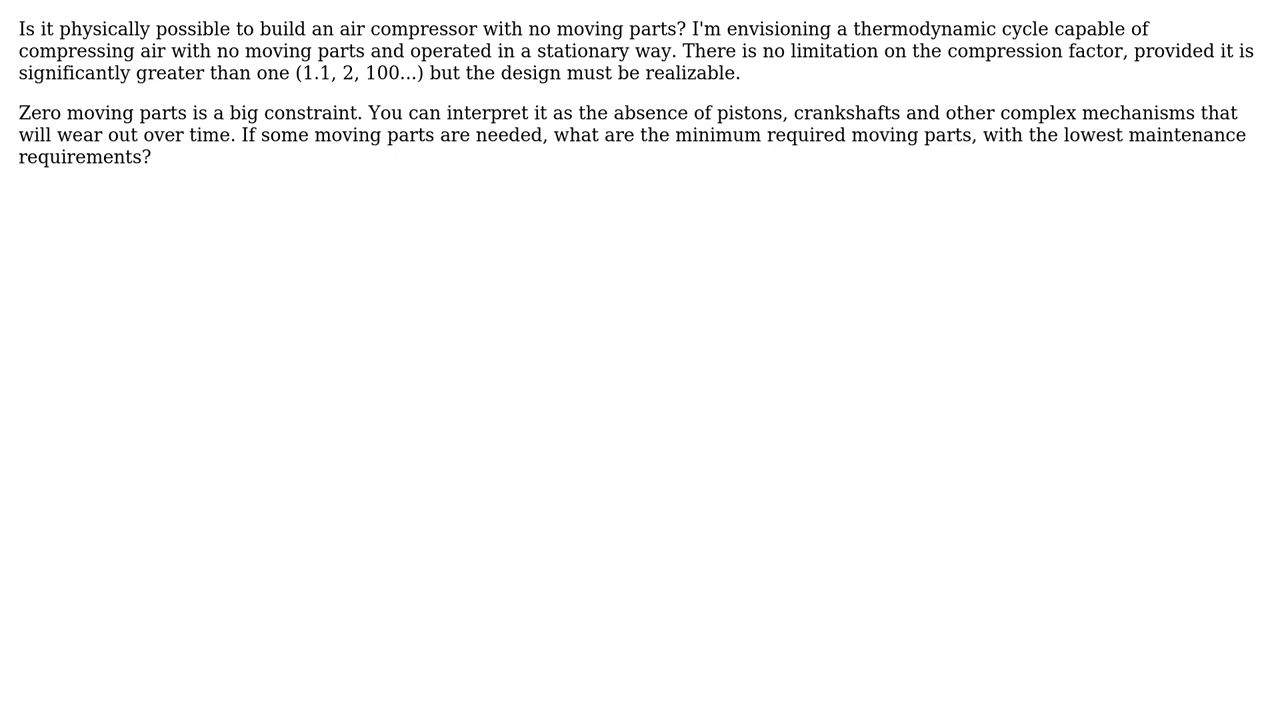 Is it physically possible to build an air compressor with no moving parts? I'm envisioning a thermodynamic cycle capable of
compressing air with no moving parts and operated in a stationary way. There is no limitation on the compression factor, provided it is
significantly greater than one (1.1, 2, 100...) but the design must be realizable.
Zero moving parts is a big constraint. You can interpret it as the absence of pistons, crankshafts and other complex mechanisms that
will wear out over time. If some moving parts are needed, what are the minimum required moving parts, with the lowest maintenance
requirements?